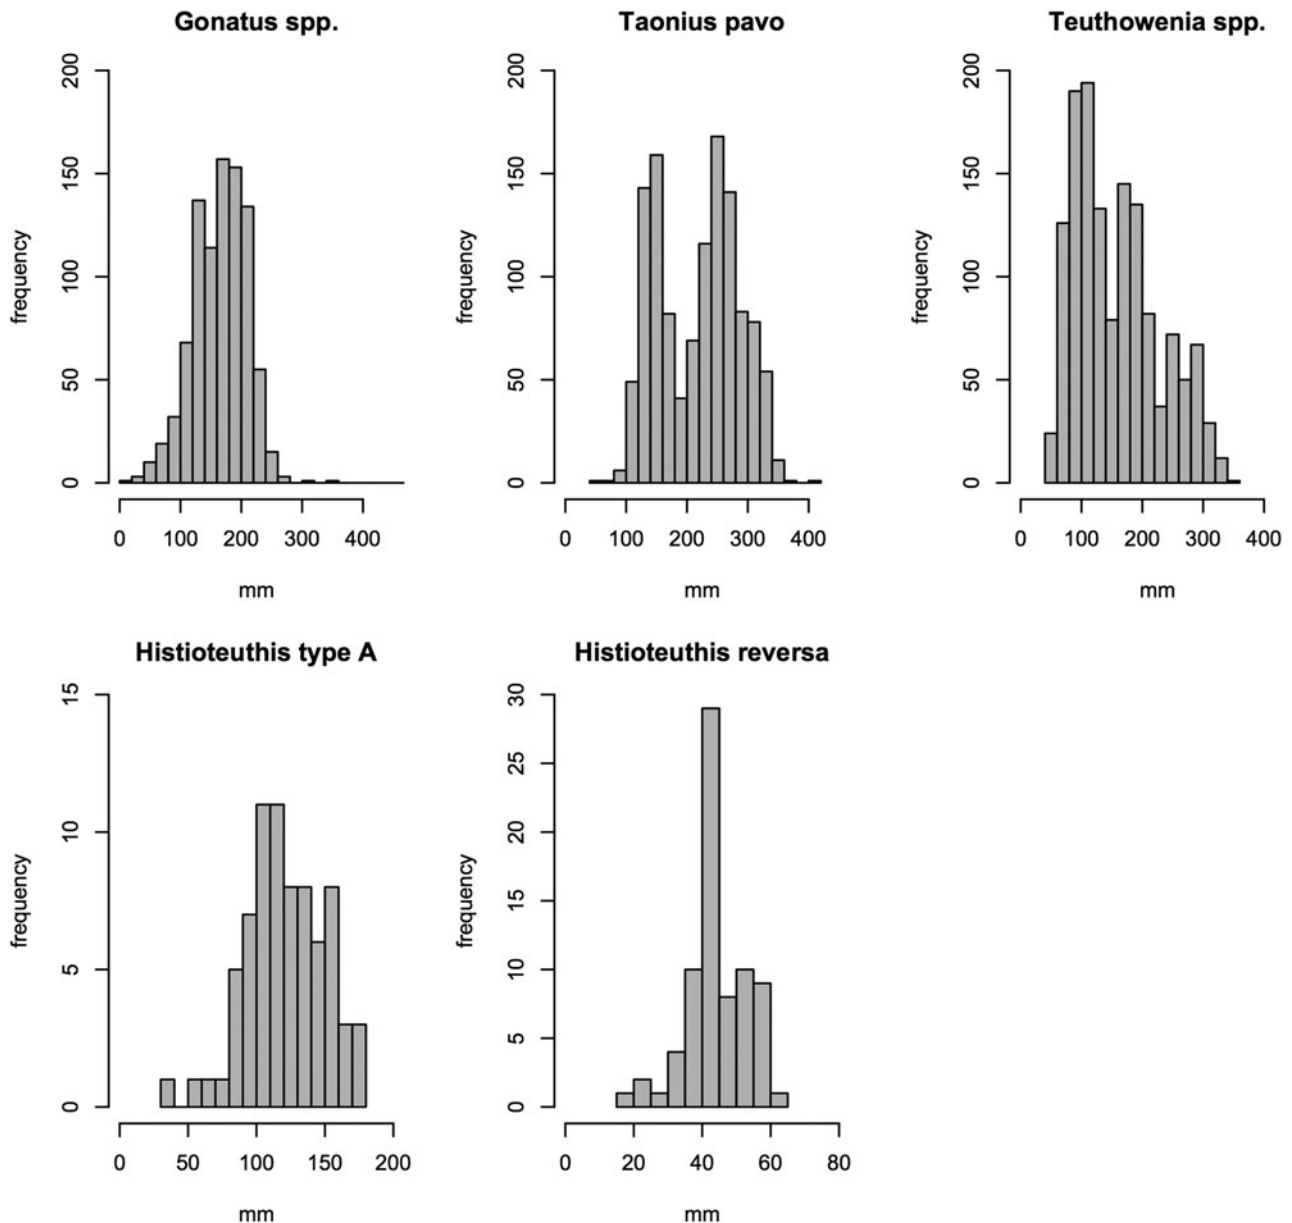 Gonatus spp.
200
150
100
50
0
frequency
0 100 200 300 400
mm
Taonius pavo
200
150
100
50
0
frequency
0 100 200 300 400
mm
Teuthowenia spp.
200
150
100
50
0
frequency
0 100 200 300 400
mm
Histioteuthis type A
15
10
5
0
frequency
0 50 100 150 200
mm
Histioteuthis reversa
30
25
20
15
10
5
0
frequency
0 20 40 60 80
mm